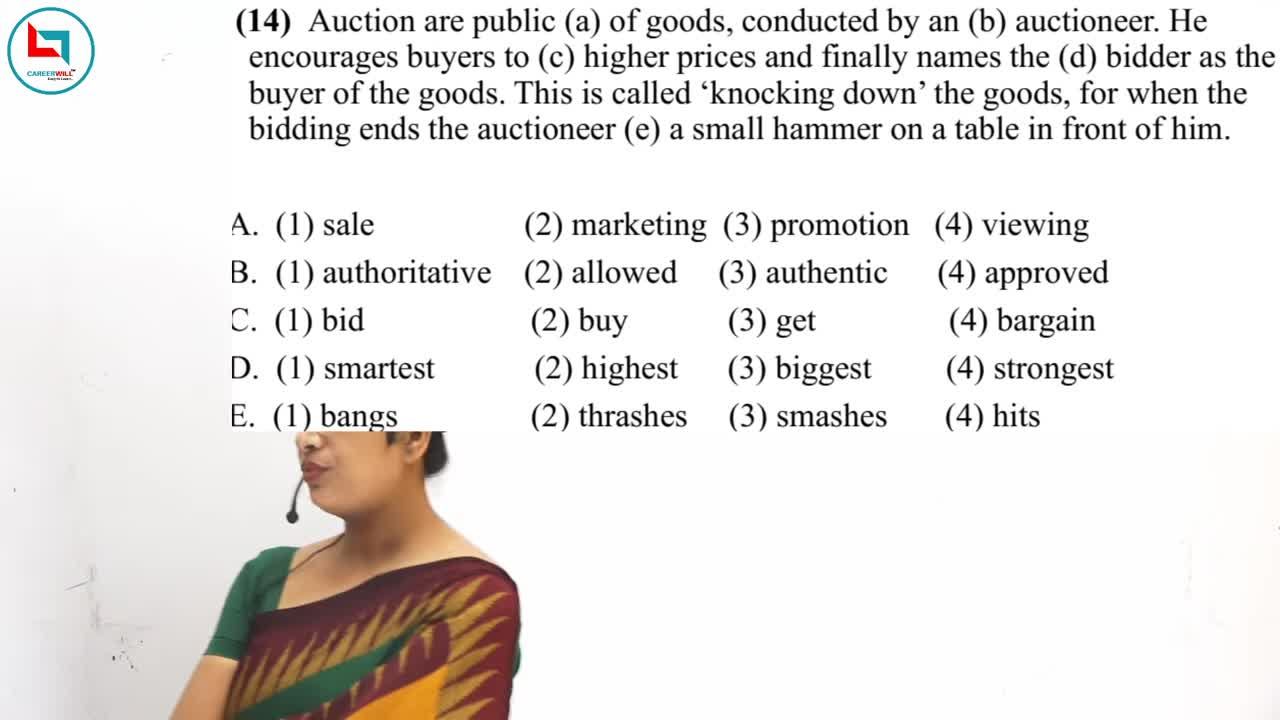 (14) Auction are public (a) of goods, conducted by an (b) auctioneer. He
encourages buyers to (c) higher prices and finally names the (d) bidder as the
buyer of the goods. This is called ‘knocking down’ the goods, for when the
bidding ends the auctioneer (e) a small hammer on a table in front of him.
CAREERWILL
A. (1) sale (2) marketing (3) promotion (4) viewing
B. (1) authoritative (2) allowed (3) authentic (4) approved
C. (1) bid (2) buy (3) get (4) bargain
D. (1) smartest (2) highest (3) biggest (4) strongest
E. (1) bangs (2) thrashes (3) smashes (4) hits